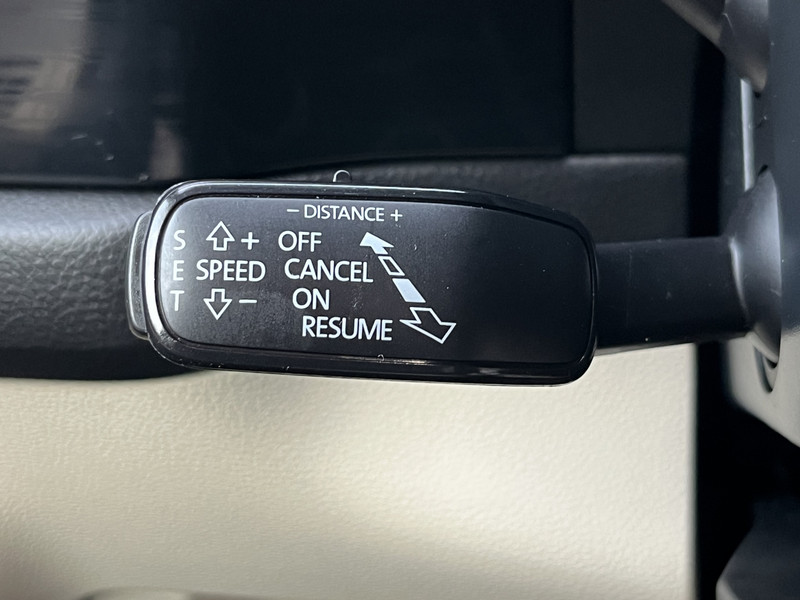 – DISTANCE +
S + OFF
E SPEED CANCEL
T – ON
RESUME